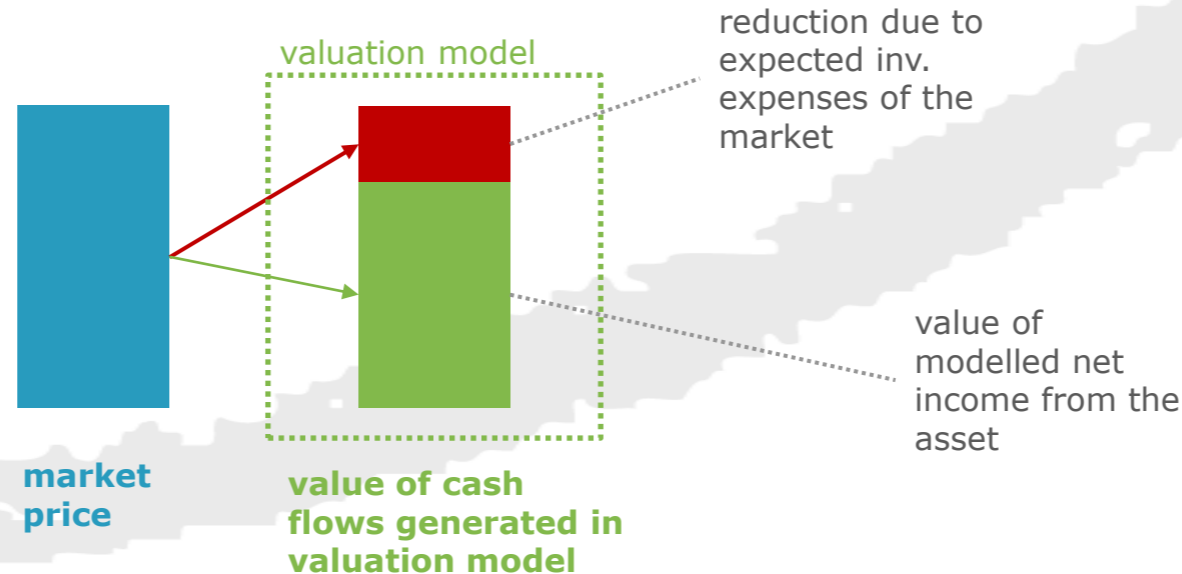 reduction due to
expected inv.
expenses of the
market
valuation model
value of
modelled net
income from the
asset
market
price
value of cash
flows generated in
valuation model